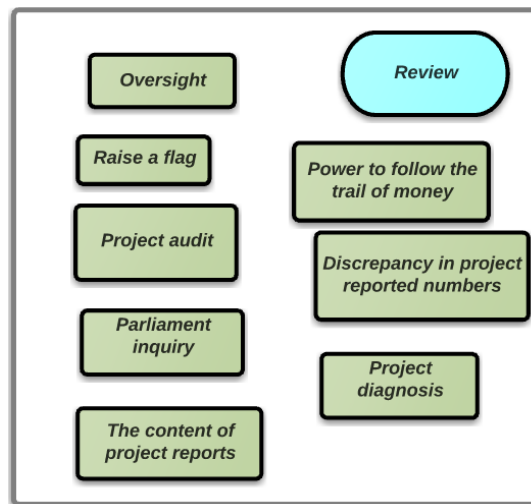 Oversight
Review
Raise a flag
Power to follow the
trail of money
Project audit
Discrepancy in project
reported numbers
Parliament
inquiry
Project
diagnosis
The content of
project reports